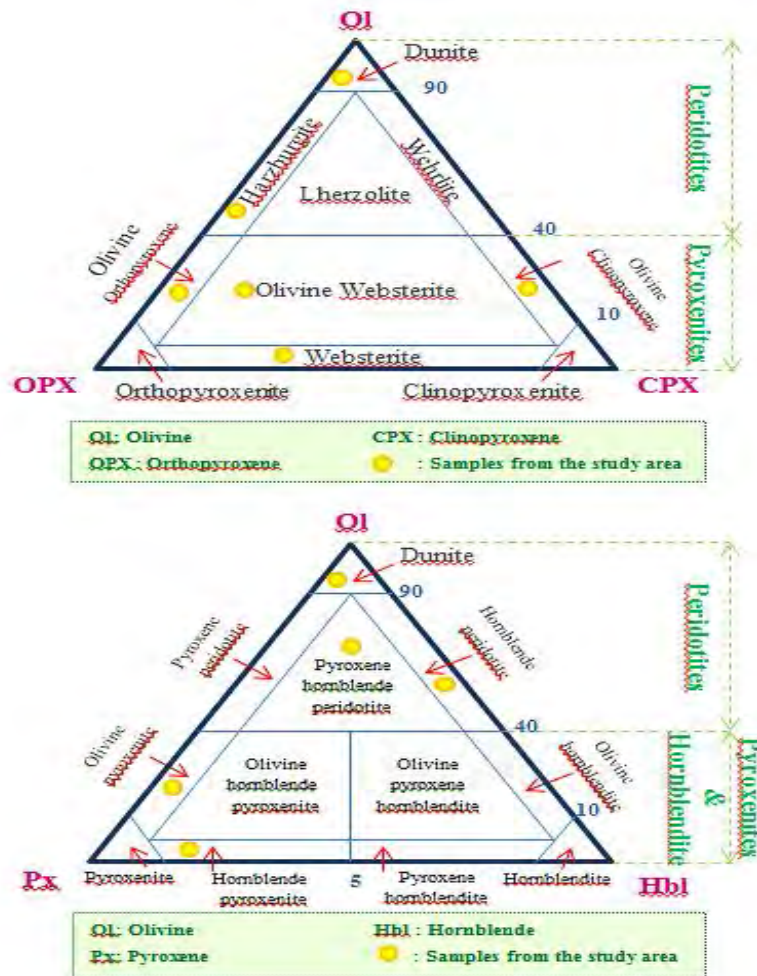 Ol
Dunite
90
Harzburgite
Wehrlite
Lherzolite
40
Peridotites
Olivine
Orthopyroxene
Olivine Websterite
Olivine
Clinopyroxene
10
Pyroxenites
Websterite
OPX
CPX
Orthopyroxenite
Clinopyroxenite
Ol: Olivine
CPX : Clinopyroxene
OPX : Orthopyroxene
: Samples from the study area
Ol
Dunite
90
Pyroxene
peridotite
Hornblende
peridotite
Pyroxene
hornblende
peridotite
Peridotites
40
Olivine
pyroxenite
Olivine
hornblende
pyroxenite
Olivine
pyroxene
hornblendite
Olivine
hornblendite
10
Hornblendite
&
Pyroxenites
Px
Pyroxenite
Hornblende
pyroxenite
5
Pyroxene
hornblendite
Hornblendite
Hbl
Ol: Olivine
Hbl : Hornblende
Px: Pyroxene
: Samples from the study area